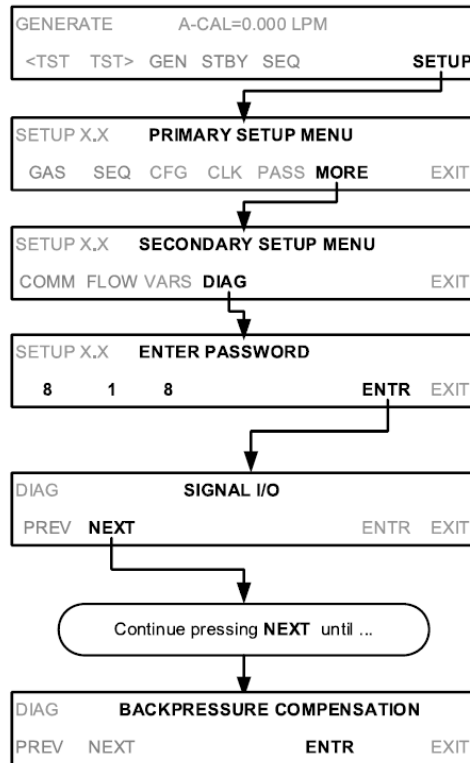 GENERATE A-CAL=0.000 LPM
<TST TST> GEN STBY SEQ SETUP
SETUP X.X PRIMARY SETUP MENU
GAS SEQ CFG CLK PASS MORE EXIT
SETUP X.X SECONDARY SETUP MENU
COMM FLOW VARS DIAG EXIT
SETUP X.X ENTER PASSWORD
8 1 8 ENTR EXIT
DIAG SIGNAL I/O
PREV NEXT ENTR EXIT
Continue pressing NEXT until ...
DIAG BACKPRESSURE COMPENSATION
PREV NEXT ENTR EXIT